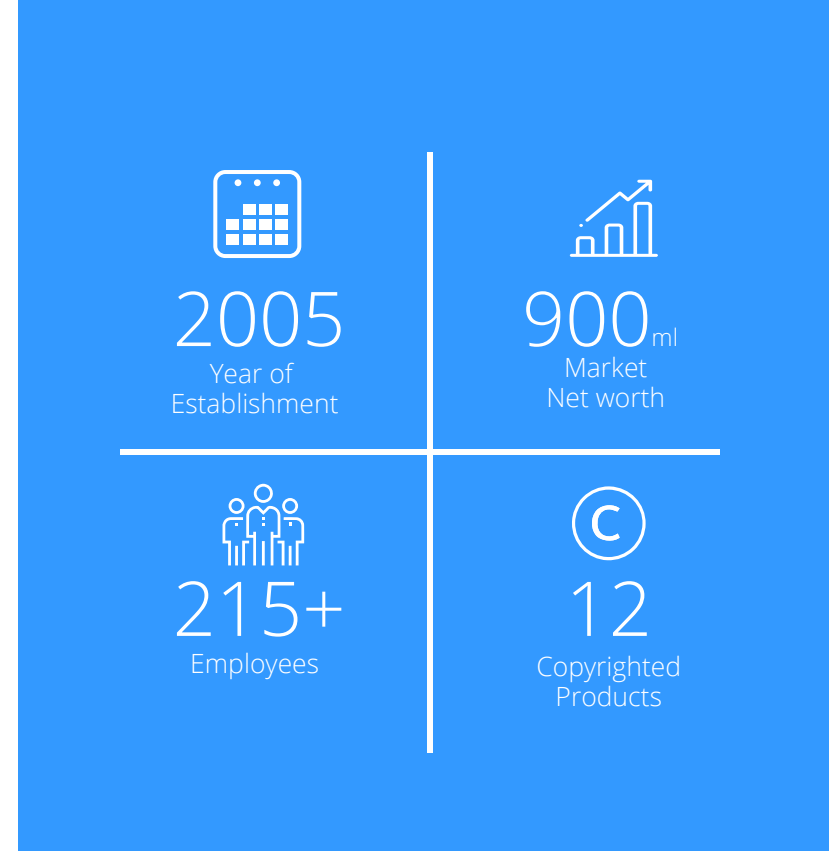 2005
Year of
Establishment
900ml
Market
Net worth
215+
Employees
C
12
Copyrighted
Products